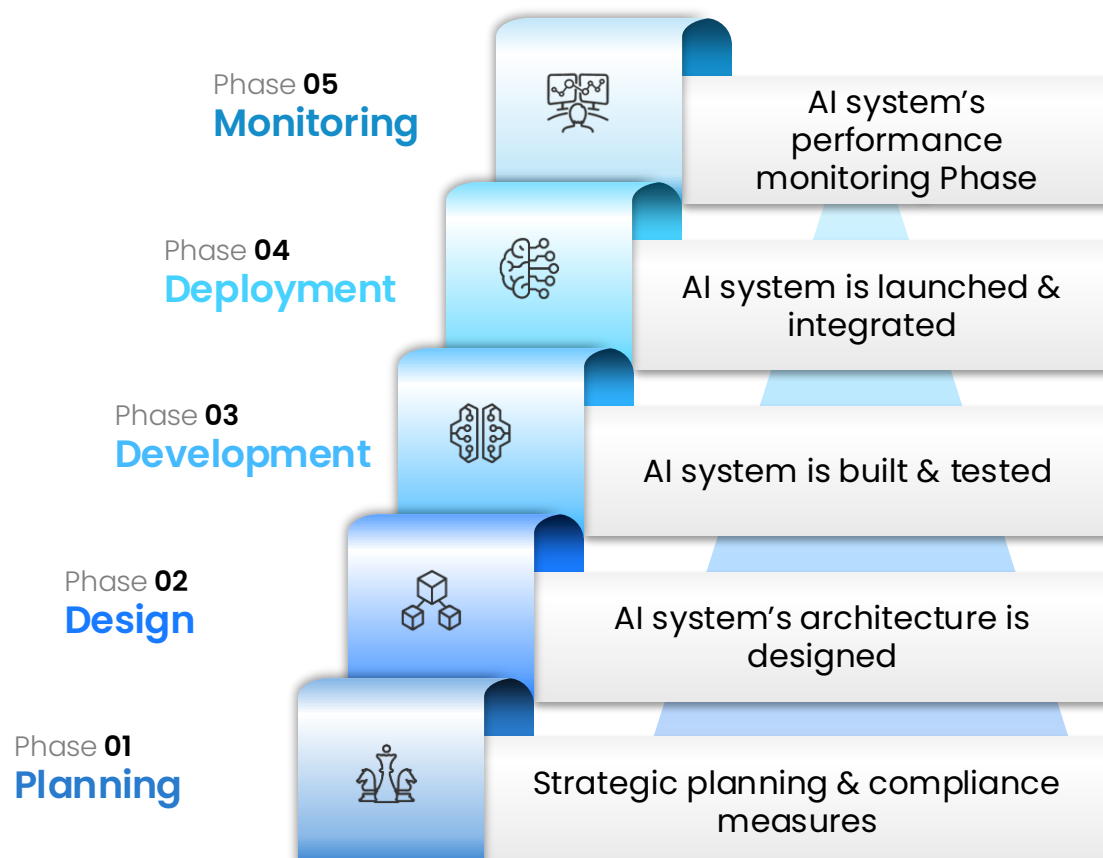 Phase 05
Monitoring
AI system’s
performance
monitoring Phase
Phase 04
Deployment
AI system is launched &
integrated
Phase 03
Development
AI system is built & tested
Phase 02
Design
AI system’s architecture is
designed
Phase 01
Planning
Strategic planning & compliance
measures